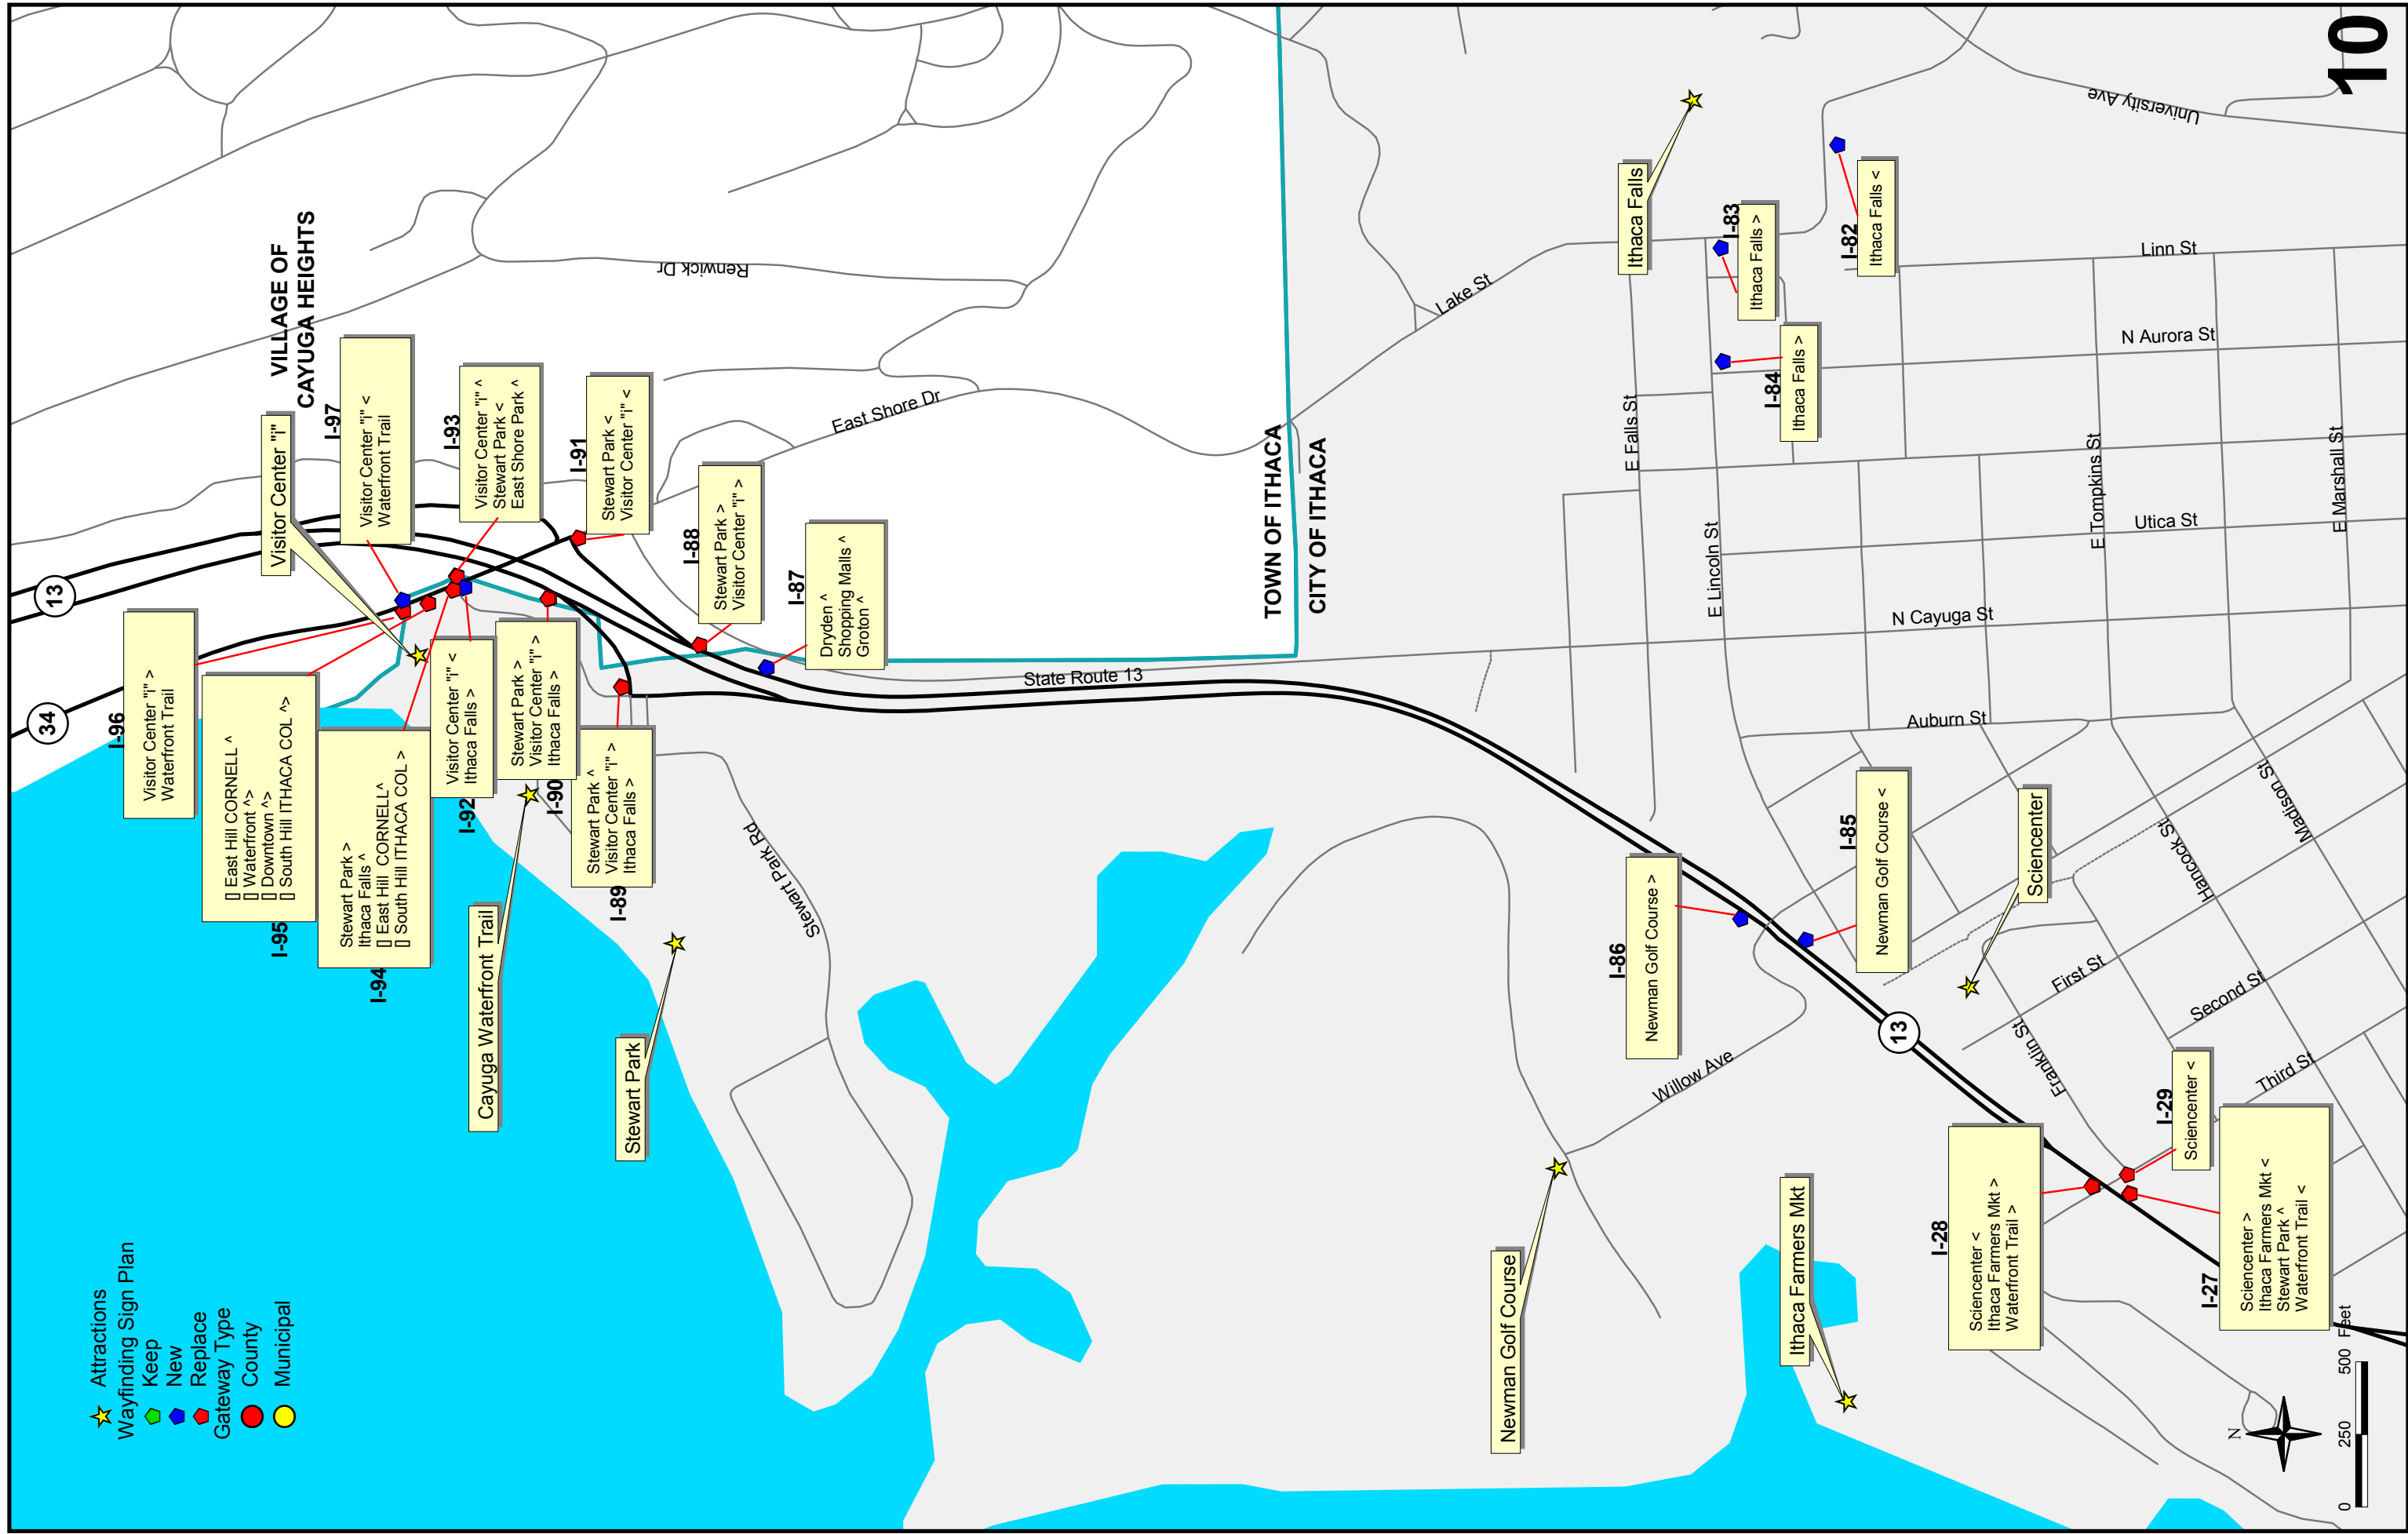 10
Attractions
Wayfinding Sign Plan
Keep
New
Replace
Gateway Type
County
Municipal
34
13
VILLAGE OF
CAYUGA HEIGHTS
I-96
Visitor Center "i" >
Waterfront Trail
I-95
[] East Hill CORNELL ^
[] Waterfront ^>
[] Downtown ^>
[] South Hill ITHACA COL ^>
I-94
Stewart Park >
Ithaca Falls ^
[] East Hill  CORNELL^
[] South Hill ITHACA COL >
Visitor Center "i"
I-97
Visitor Center "i" <
Waterfront Trail
I-93
Visitor Center "i" ^
Stewart Park <
East Shore Park ^
I-92
Visitor Center "i" <
Ithaca Falls >
I-90
Stewart Park >
Visitor Center "i" >
Ithaca Falls >
I-91
Stewart Park <
Visitor Center "i" <
I-89
Stewart Park ^
Visitor Center "i" >
Ithaca Falls >
I-88
Stewart Park >
Visitor Center "i" >
I-87
Dryden ^
Shopping Malls ^
Groton ^
Cayuga Waterfront Trail
Stewart Park
Stewart Park Rd
Renwick Dr
East Shore Dr
State Route 13
TOWN OF ITHACA
CITY OF ITHACA
Lake St
Ithaca Falls
I-83
Ithaca Falls >
I-84
Ithaca Falls >
I-82
Ithaca Falls <
University Ave
Linn St
N Aurora St
Utica St
N Cayuga St
Auburn St
E Falls St
E Lincoln St
E Tompkins St
E Marshall St
Madison St
Hancock St
I-86
Newman Golf Course >
I-85
Newman Golf Course <
Sciencenter
First St
Second St
Third St
Franklin St
Willow Ave
13
Newman Golf Course
Ithaca Farmers Mkt
I-28
Sciencenter <
Ithaca Farmers Mkt >
Waterfront Trail >
I-29
Sciencenter <
I-27
Sciencenter >
Ithaca Farmers Mkt <
Stewart Park ^
Waterfront Trail <
N
0 250 500 Feet